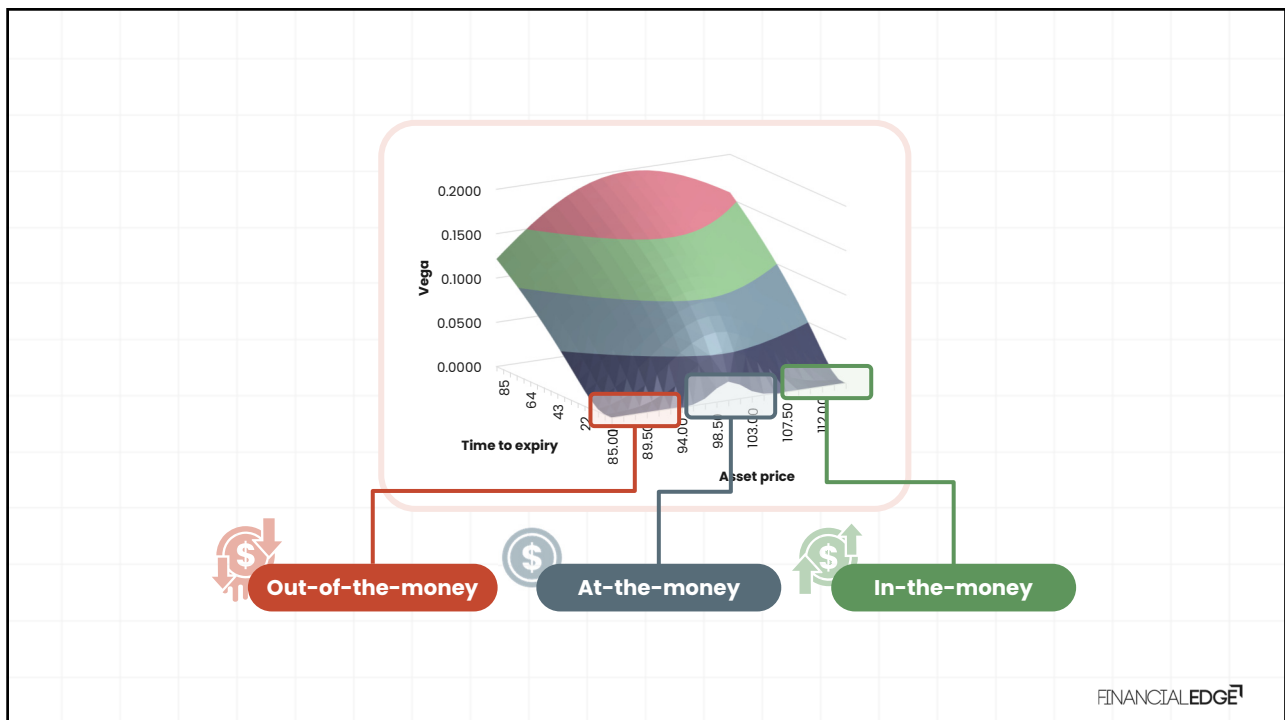 0.2000
0.1500
0.1000
0.0500
0.0000
Vega
85
64
43
22
Time to expiry
85.00
89.50
94.00
98.50
103.00
107.50
112.00
Asset price
$
$
$
Out-of-the-money
At-the-money
In-the-money
FINANCIALEDGE